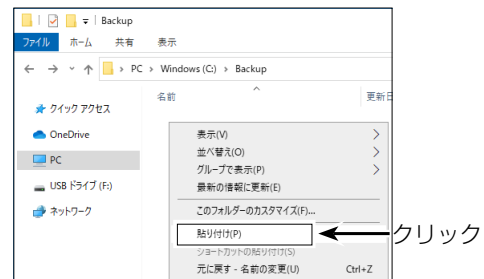 Backup
ファイル ホーム 共有 表示
PC > Windows (C:) > Backup
名前 更新日
クイック アクセス
OneDrive
PC
USB ドライブ (F:)
ネットワーク
表示(V)
並べ替え(O)
グループで表示(P)
最新の情報に更新(E)
このフォルダーのカスタマイズ(F)...
貼り付け(P)
ショートカットの貼り付け(S)
元に戻す - 名前の変更(U) Ctrl+Z
クリック